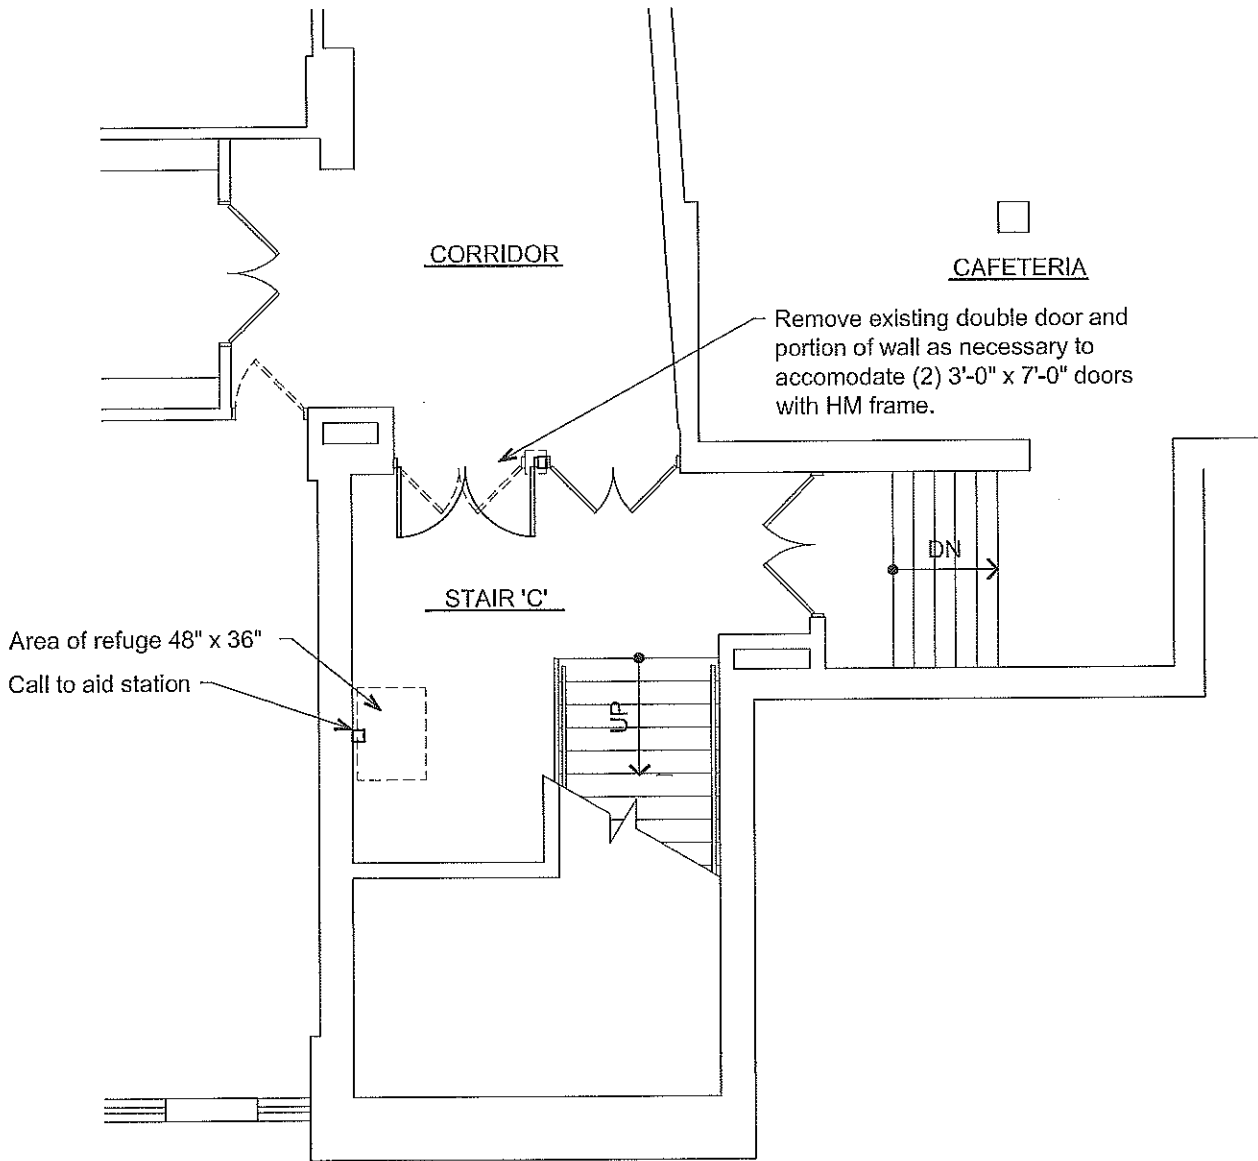 CORRIDOR
CAFETERIA
Remove existing double door and
portion of wall as necessary to
accomodate (2) 3'-0" x 7'-0" doors
with HM frame.
DN
STAIR 'C'
Area of refuge 48" x 36"
Call to aid station
UP